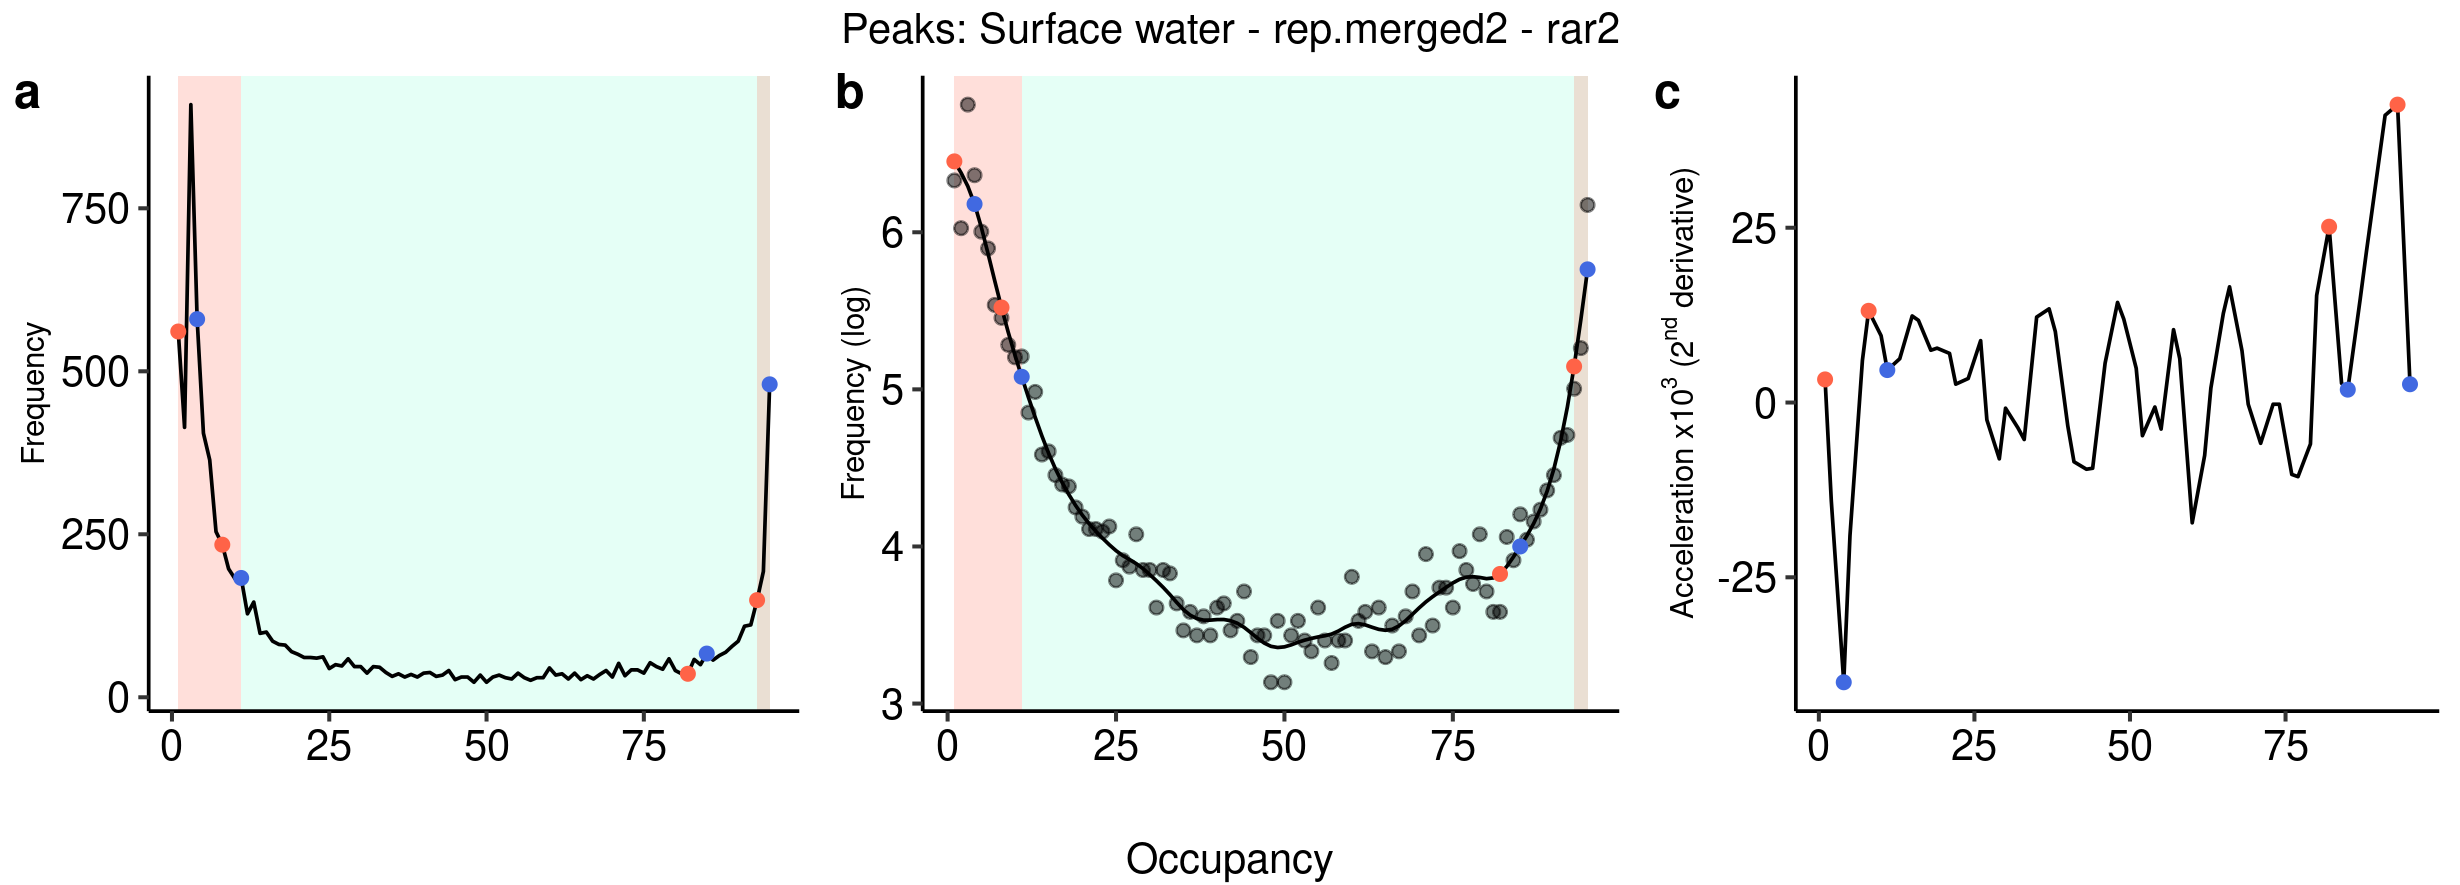 Peaks: Surface water - rep.merged2 - rar2
a
Frequency
750
500
250
0
0 25 50 75
b
Frequency (log)
6
5
4
3
0 25 50 75
c
Acceleration x10³ (2ⁿᵈ derivative)
25
0
-25
0 25 50 75
Occupancy